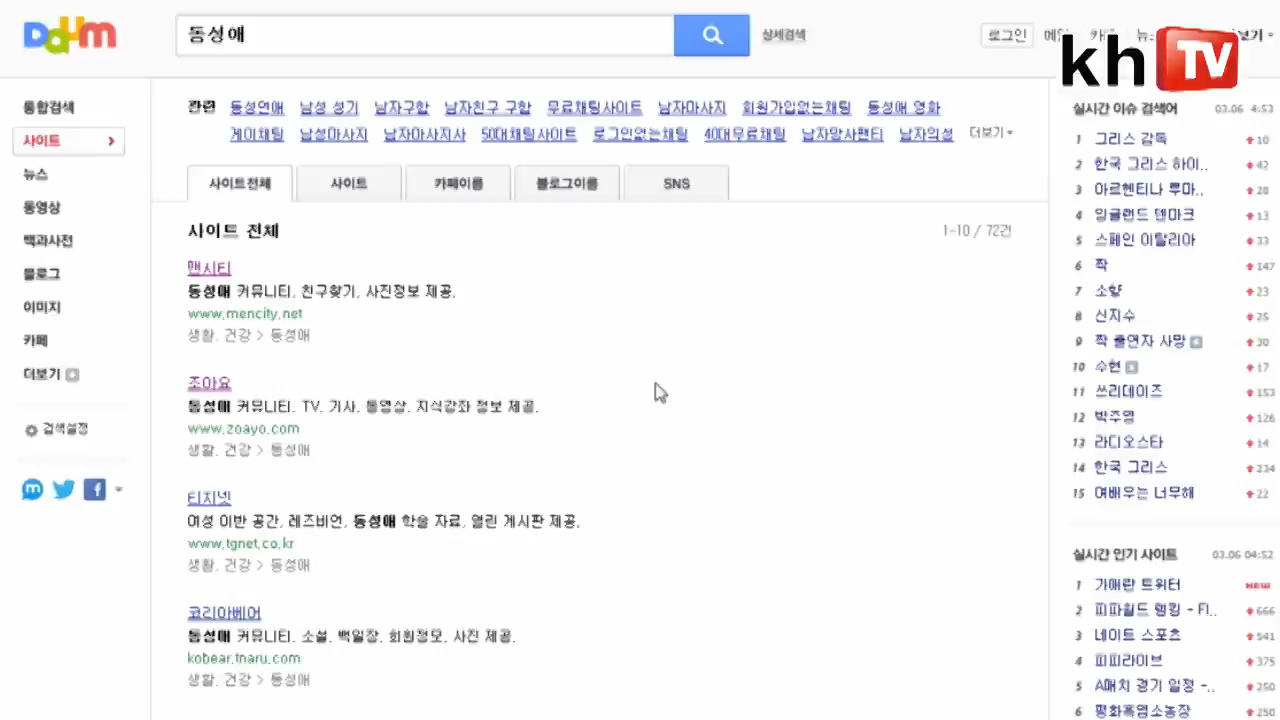 Daum
동성애
상세검색
로그인
kh TV
통합검색
사이트
뉴스
동영상
백과사전
블로그
이미지
카페
더보기
검색설정
관련 동성연애 남성 성기 남자구합 남자친구 구함 무료채팅사이트 남자마사지 회원가입없는채팅 동성애 영화
게이채팅 남성마사지 남자마사지사 50대채팅사이트 로그인없는채팅 40대무료채팅 남자망사팬티 남자의성 더보기
사이트전체 사이트 카페이름 블로그이름 SNS
사이트 전체 1-10 / 72건
맨시티
동성애 커뮤니티, 친구찾기, 사진정보 제공.
www.mencity.net
생활, 건강 > 동성애
조아요
동성애 커뮤니티, TV, 기사, 동영상, 지식강좌 정보 제공.
www.zoayo.com
생활, 건강 > 동성애
티지넷
여성 이반 공간, 레즈비언, 동성애 학술 자료, 열린 게시판 제공.
www.tgnet.co.kr
생활, 건강 > 동성애
코리아베어
동성애 커뮤니티, 소설, 백일장, 회원정모, 사진 제공.
kobear.tnaru.com
생활, 건강 > 동성애
실시간 이슈 검색어 03.06 4:53
1 그리스 감독 10
2 한국 그리스 하이.. 42
3 아르헨티나 루마.. 28
4 잉글랜드 덴마크 13
5 스페인 이탈리아 33
6 짝 147
7 소향 23
8 신지수 25
9 짝 출연자 사망 30
10 수현 17
11 쓰리데이즈 153
12 박주영 126
13 라디오스타 14
14 한국 그리스 234
15 여배우는 너무해 22
실시간 인기 사이트 03.06 04:52
1 가애란 트위터 NEW
2 피파월드 랭킹 - FI.. 666
3 네이트 스포츠 541
4 피피라이브 375
5 A매치 경기 일정 -.. 250
6 평화흑염소농장 250